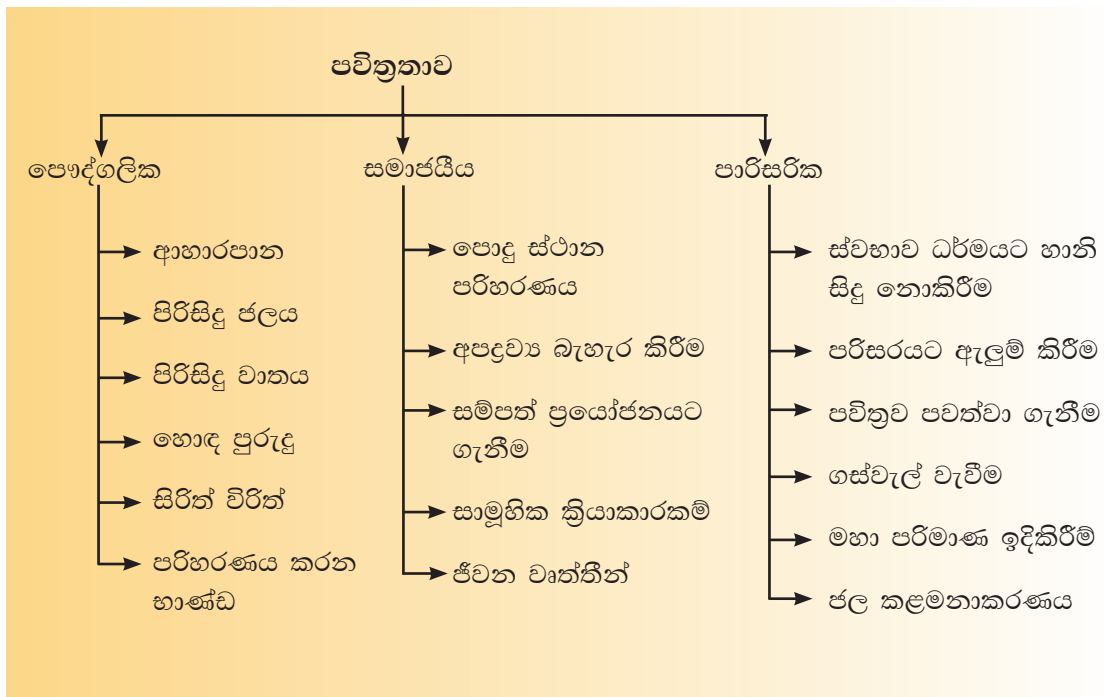 පවිත්‍රතාව
පෞද්ගලික
ආහාරපාන
පිරිසිදු ජලය
පිරිසිදු වාතය
හොඳ පුරුදු
සිරිත් විරිත්
පරිහරණය කරන
භාණ්ඩ
සමාජයීය
පොදු ස්ථාන
පරිහරණය
අපද්‍රව්‍ය බැහැර කිරීම
සම්පත් ප්‍රයෝජනයට
ගැනීම
සාමූහික ක්‍රියාකාරකම්
ජීවන වෘත්තීන්
පාරිසරික
ස්වභාව ධර්මයට හානි
සිදු නොකිරීම
පරිසරයට ඇලුම් කිරීම
පවිත්‍රව පවත්වා ගැනීම
ගස්වැල් වැවීම
මහා පරිමාණ ඉදිකිරීම්
ජල කළමනාකරණය